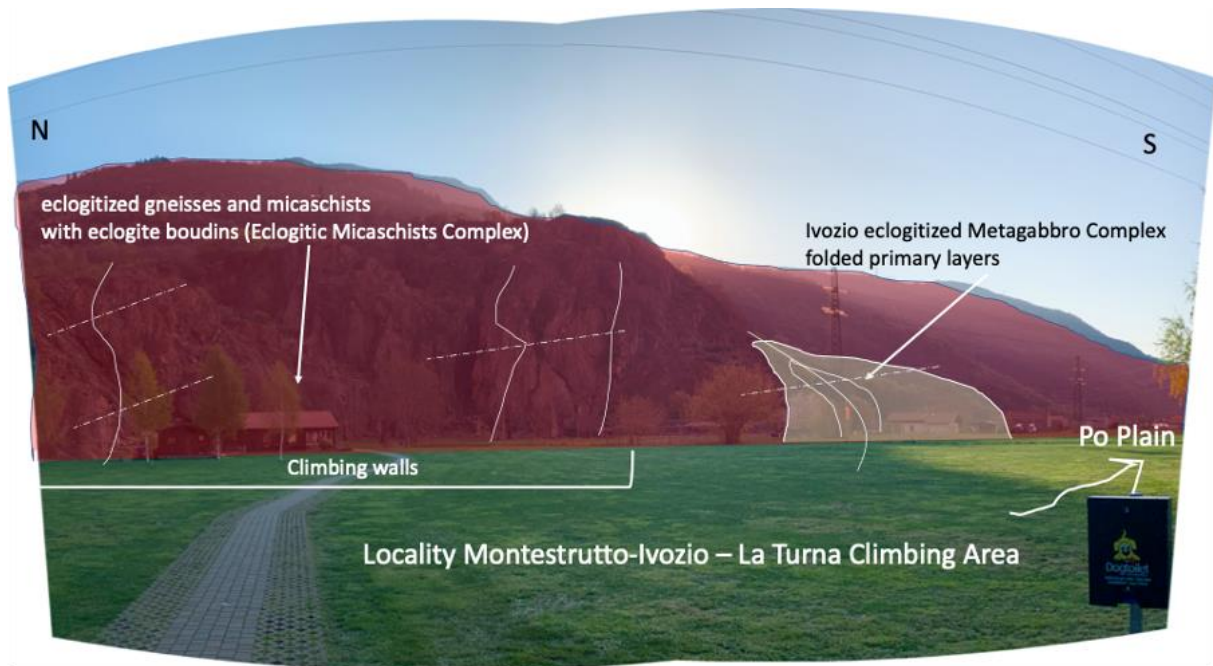 N
S
eclogitized gneisses and micaschists
with eclogite boudins (Eclogitic Micaschists Complex)
Ivozio eclogitized Metagabbro Complex
folded primary layers
Po Plain
Climbing walls
Locality Montestrutto-Ivozio – La Turna Climbing Area
Dogtoilet